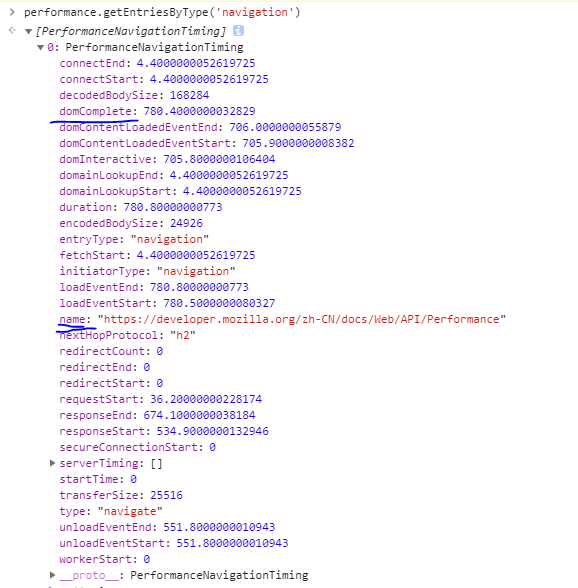 > performance.getEntriesByType('navigation')
[PerformanceNavigationTiming] i
0: PerformanceNavigationTiming
connectEnd: 4.4000000052619725
connectStart: 4.4000000052619725
decodedBodySize: 168284
domComplete: 780.4000000032829
domContentLoadedEventEnd: 706.0000000055879
domContentLoadedEventStart: 705.9000000008382
domInteractive: 705.8000000106404
domainLookupEnd: 4.4000000052619725
domainLookupStart: 4.4000000052619725
duration: 780.80000000773
encodedBodySize: 24926
entryType: "navigation"
fetchStart: 4.4000000052619725
initiatorType: "navigation"
loadEventEnd: 780.80000000773
loadEventStart: 780.5000000080327
name: "https://developer.mozilla.org/zh-CN/docs/Web/API/Performance"
nextHopProtocol: "h2"
redirectCount: 0
redirectEnd: 0
redirectStart: 0
requestStart: 36.20000000228174
responseEnd: 674.1000000038184
responseStart: 534.9000000132946
secureConnectionStart: 0
serverTiming: []
startTime: 0
transferSize: 25516
type: "navigate"
unloadEventEnd: 551.8000000010943
unloadEventStart: 551.8000000010943
workerStart: 0
__proto__: PerformanceNavigationTiming